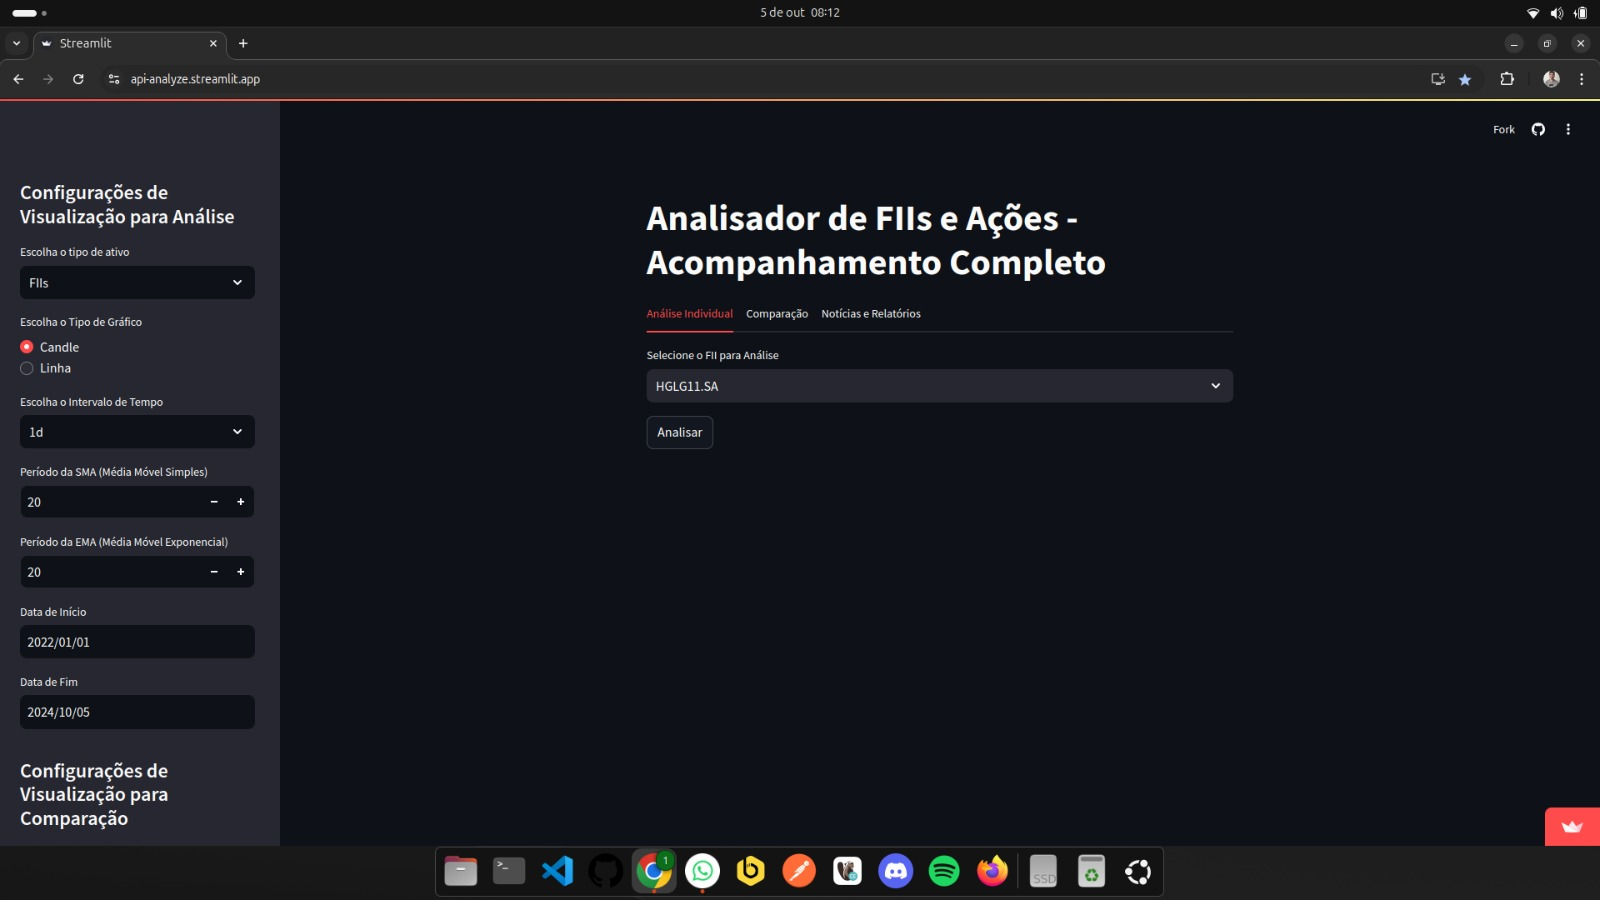 5 de out 08:12
Streamlit
api-analyze.streamlit.app
Fork
Configurações de
Visualização para Análise
Escolha o tipo de ativo
FIIs
Escolha o Tipo de Gráfico
Candle
Linha
Escolha o Intervalo de Tempo
1d
Período da SMA (Média Móvel Simples)
20
Período da EMA (Média Móvel Exponencial)
20
Data de Início
2022/01/01
Data de Fim
2024/10/05
Configurações de
Visualização para
Comparação
Analisador de FIIs e Ações -
Acompanhamento Completo
Análise Individual Comparação Notícias e Relatórios
Selecione o FII para Análise
HGLG11.SA
Analisar
1
SSD